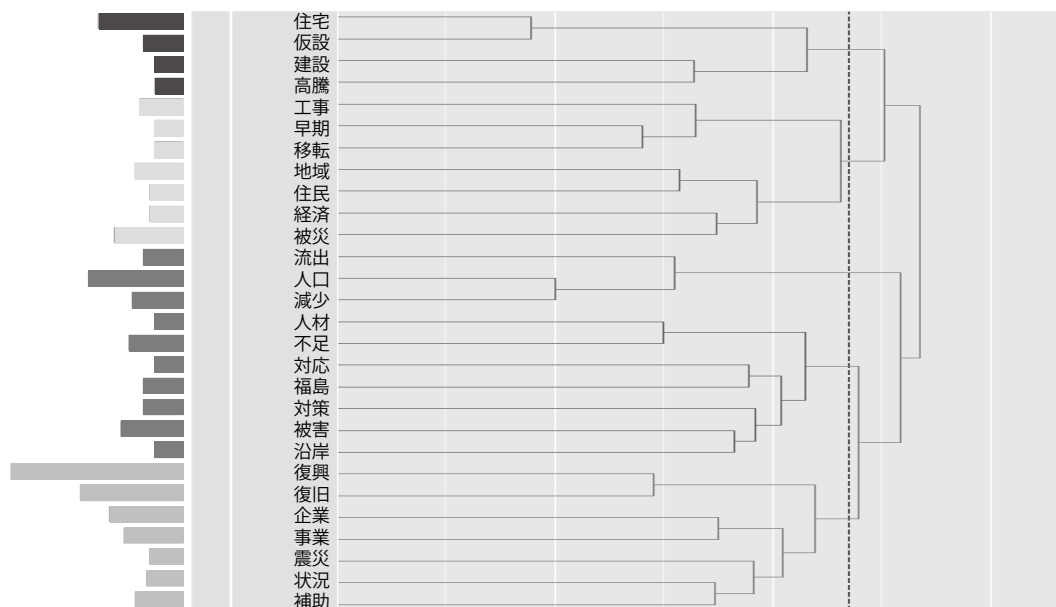 住宅
仮設
建設
高騰
工事
早期
移転
地域
住民
経済
被災
流出
人口
減少
人材
不足
対応
福島
対策
被害
沿岸
復興
復旧
企業
事業
震災
状況
補助